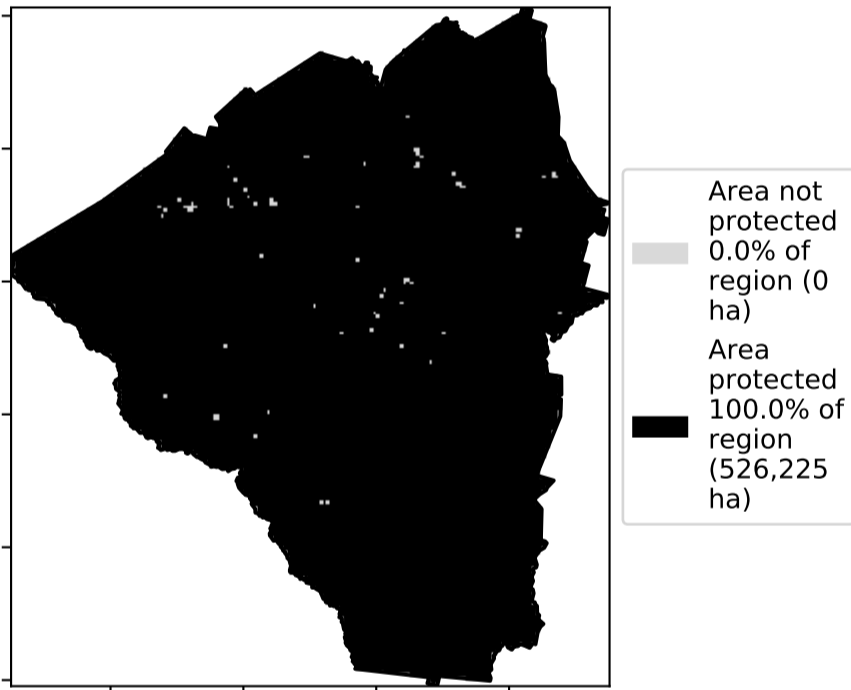 Area not
protected
0.0% of
region (0
ha)
Area
protected
100.0% of
region
(526,225
ha)